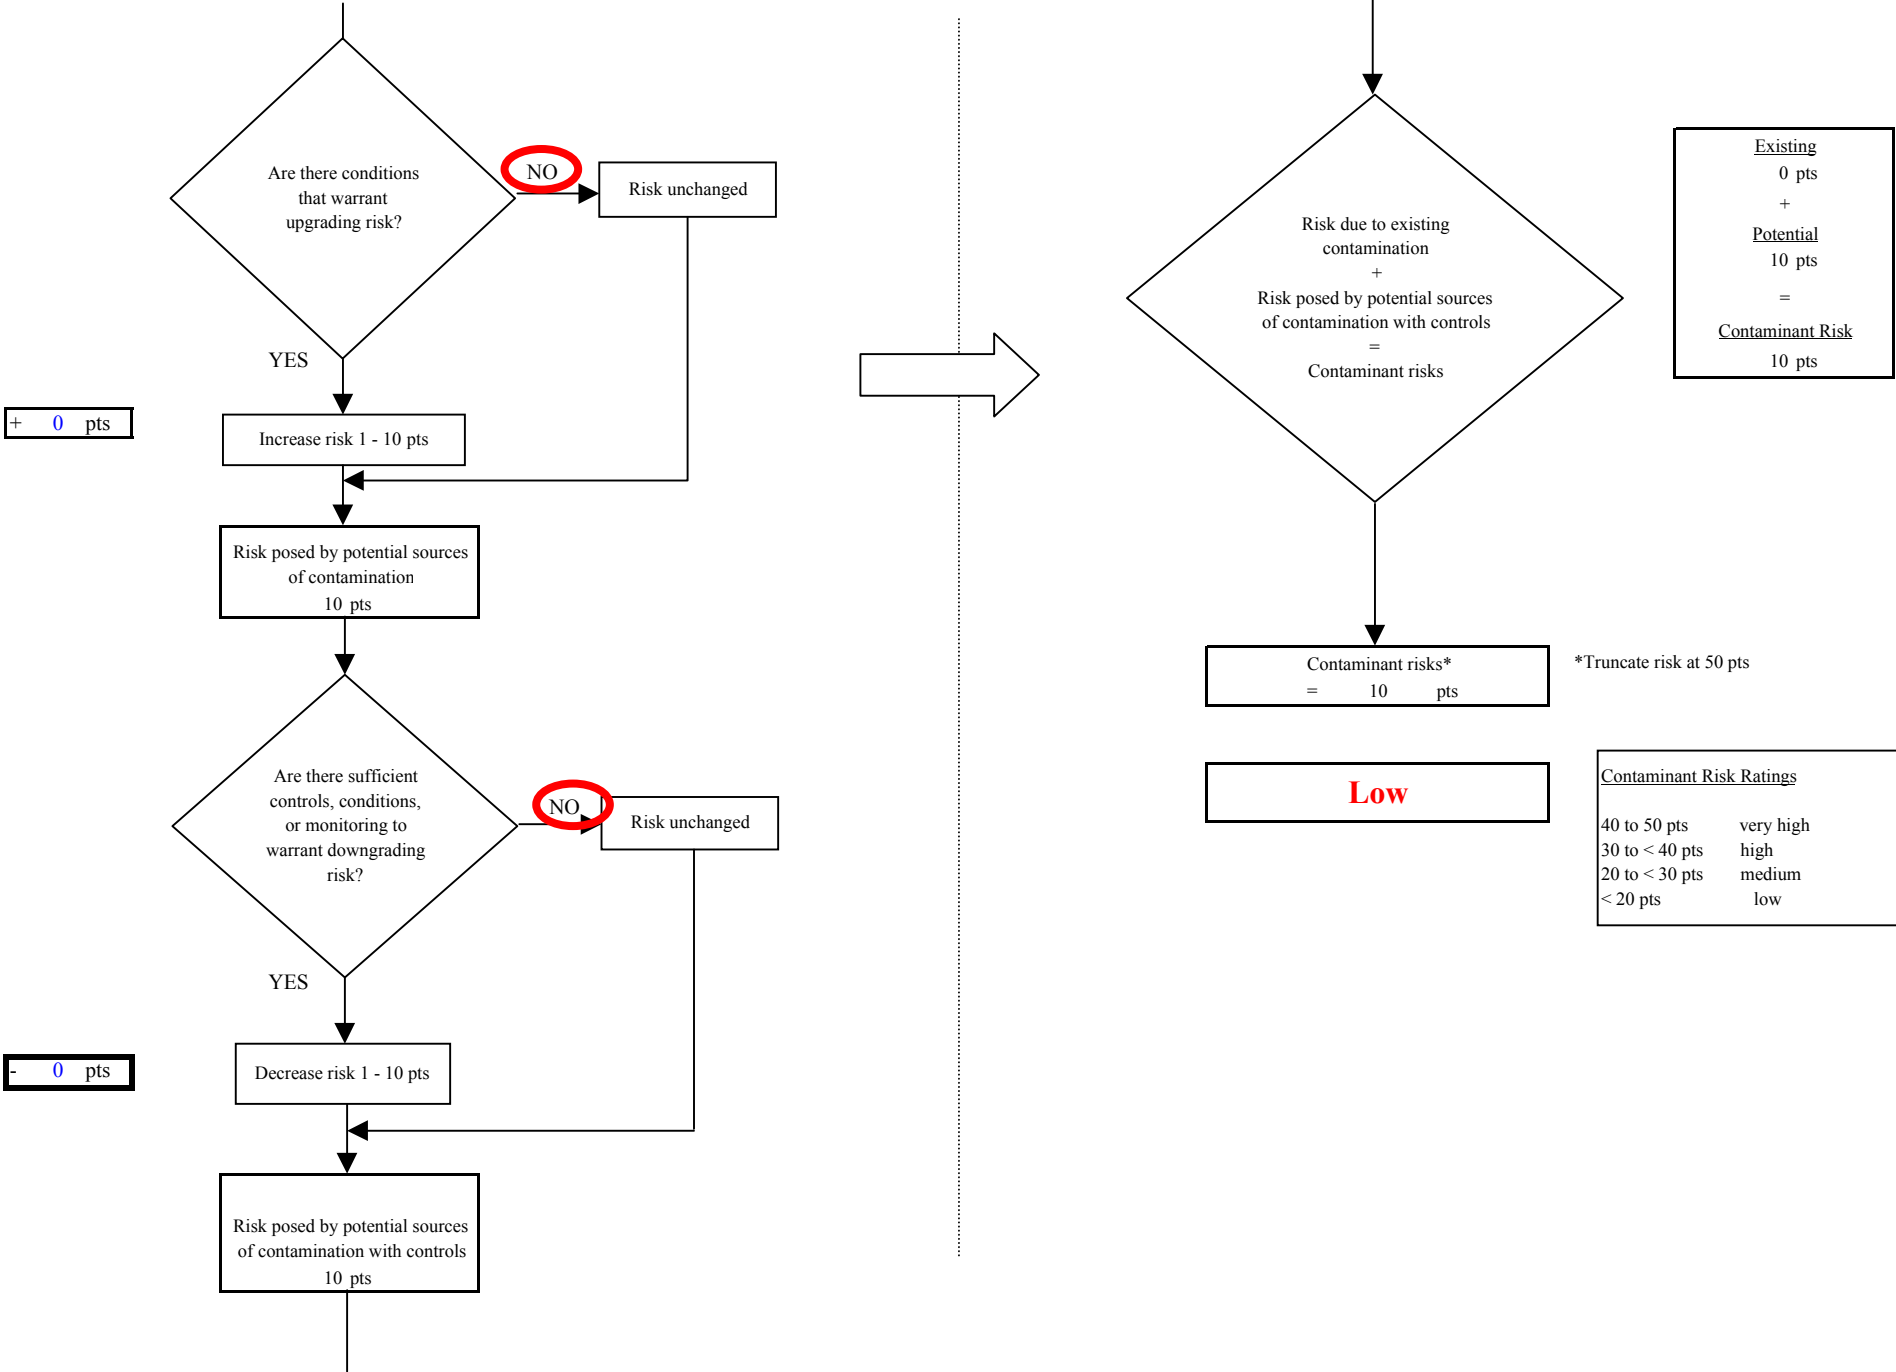 Are there conditions
that warrant
upgrading risk?
NO
Risk unchanged
YES
+ 0 pts
Increase risk 1 - 10 pts
Risk posed by potential sources
of contamination
10 pts
Are there sufficient
controls, conditions,
or monitoring to
warrant downgrading
risk?
NO
Risk unchanged
YES
- 0 pts
Decrease risk 1 - 10 pts
Risk posed by potential sources
of contamination with controls
10 pts
Risk due to existing
contamination
+
Risk posed by potential sources
of contamination with controls
=
Contaminant risks
Existing
0 pts
+
Potential
10 pts
=
Contaminant Risk
10 pts
Contaminant risks*
= 10 pts
*Truncate risk at 50 pts
Low
Contaminant Risk Ratings
40 to 50 pts very high
30 to < 40 pts high
20 to < 30 pts medium
< 20 pts low